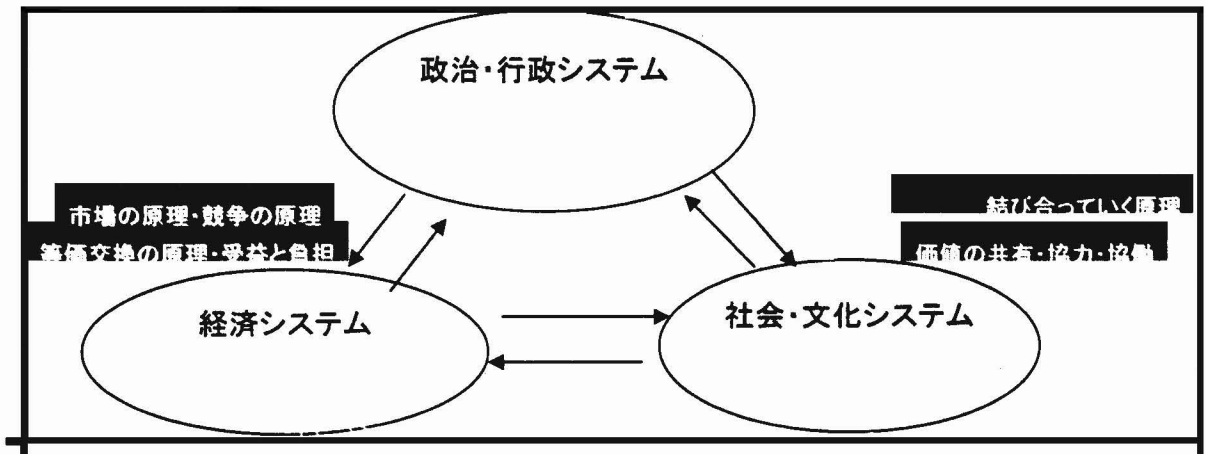 政治・行政システム
市場の原理・競争の原理
等価交換の原理・受益と負担
結び合っていく原理
価値の共有・協力・協働
経済システム
社会・文化システム